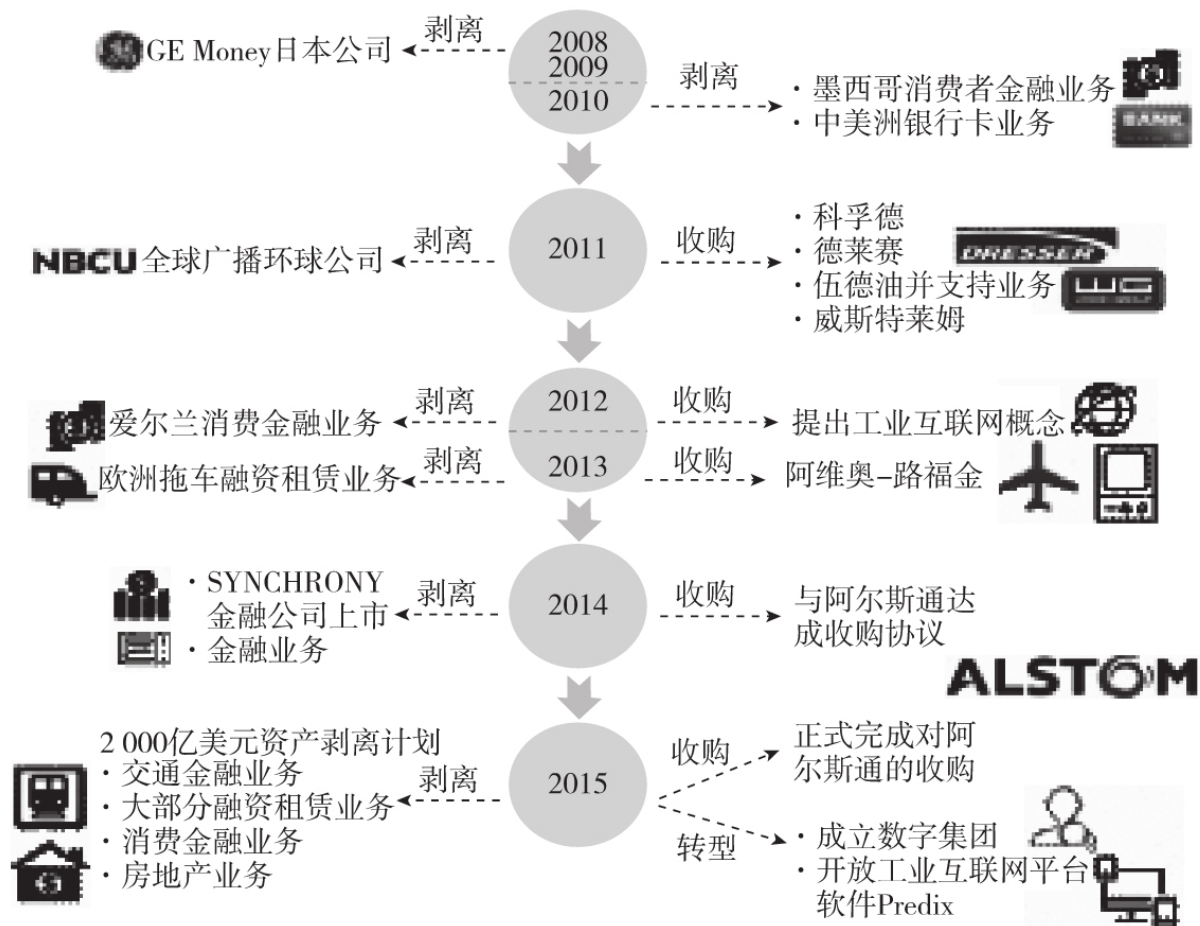 GE Money日本公司
剥离
2008
2009
2010
剥离
·墨西哥消费者金融业务
·中美洲银行卡业务
BANK
NBCU 全球广播环球公司
剥离
2011
收购
·科孚德
·德莱赛
DRESSER
·伍德油井支持业务
·威斯特莱姆
爱尔兰消费金融业务
剥离
2012
收购
提出工业互联网概念
欧洲拖车融资租赁业务
剥离
2013
收购
阿维奥-路福金
·SYNCHRONY
金融公司上市
·金融业务
剥离
2014
收购
与阿尔斯通达
成收购协议
ALSTOM
2 000亿美元资产剥离计划
·交通金融业务
·大部分融资租赁业务
·消费金融业务
·房地产业务
剥离
2015
收购
正式完成对阿
尔斯通的收购
转型
·成立数字集团
·开放工业互联网平台
软件Predix